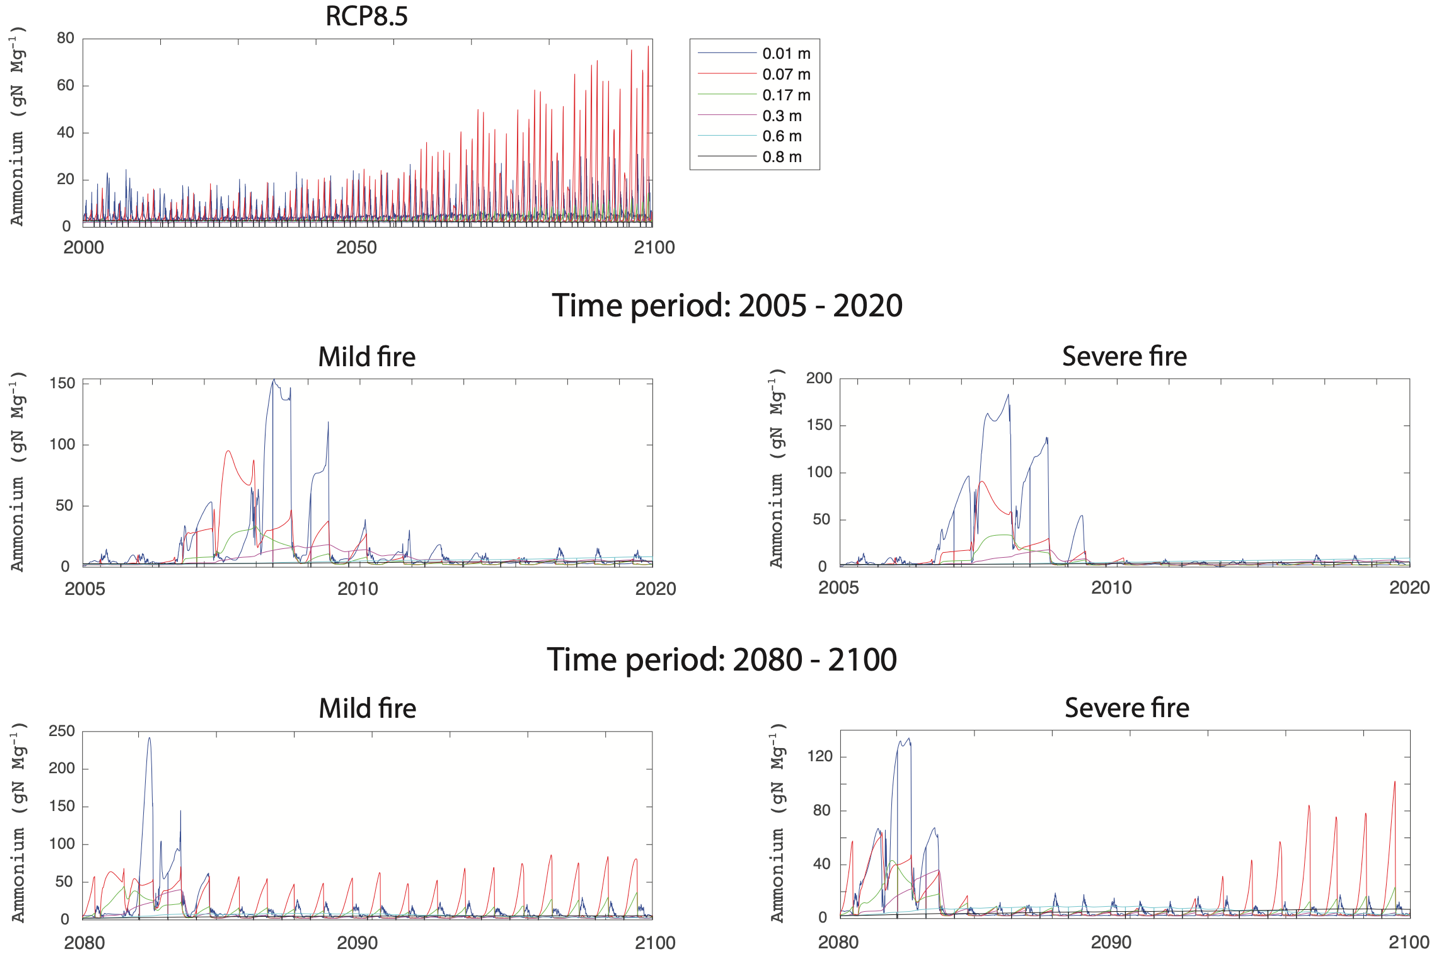 RCP8.5
Ammonium (gN Mg⁻¹)
80
60
40
20
0
2000
2050
2100
0.01 m
0.07 m
0.17 m
0.3 m
0.6 m
0.8 m
Time period: 2005 - 2020
Mild fire
Ammonium (gN Mg⁻¹)
150
100
50
0
2005
2010
2020
Severe fire
Ammonium (gN Mg⁻¹)
200
150
100
50
0
2005
2010
2020
Time period: 2080 - 2100
Mild fire
Ammonium (gN Mg⁻¹)
250
200
150
100
50
0
2080
2090
2100
Severe fire
Ammonium (gN Mg⁻¹)
120
80
40
0
2080
2090
2100